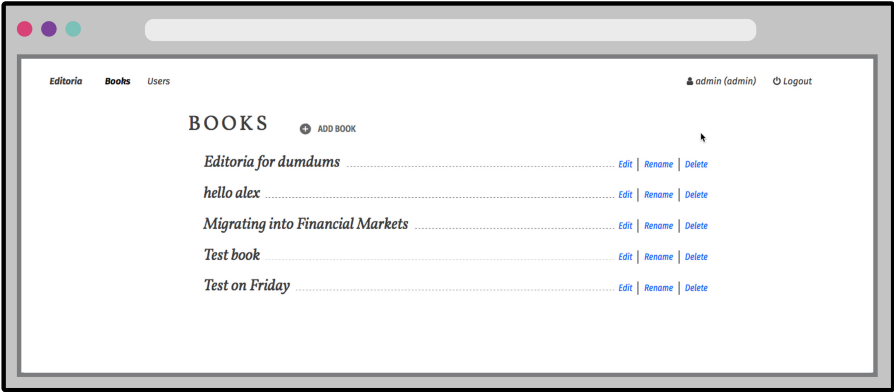 Editoria Books Users admin (admin) Logout
BOOKS ADD BOOK
Editoria for dumdums Edit | Rename | Delete
hello alex Edit | Rename | Delete
Migrating into Financial Markets Edit | Rename | Delete
Test book Edit | Rename | Delete
Test on Friday Edit | Rename | Delete